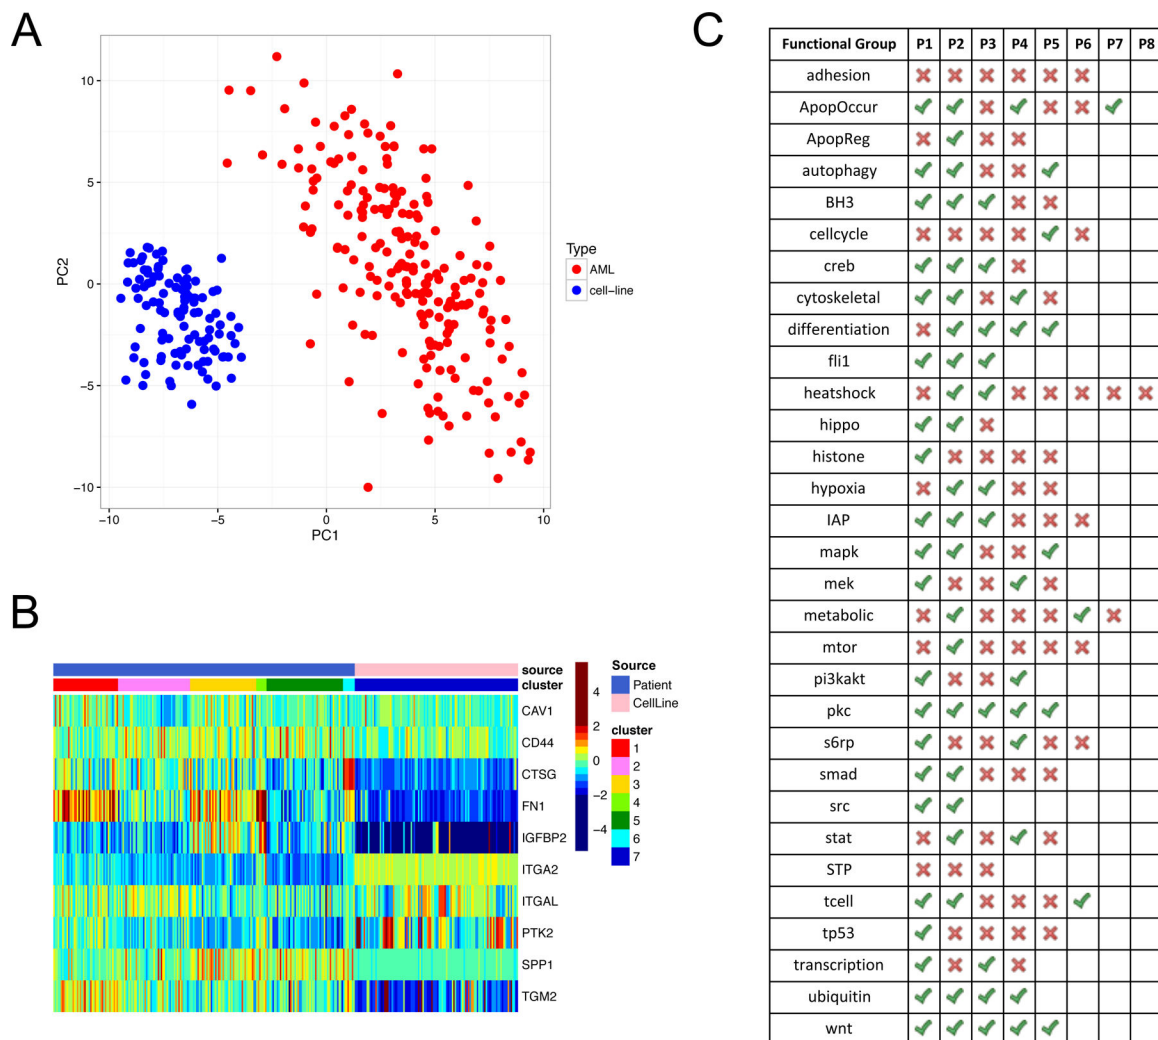 A
10
5
0
−5
−10
PC2
−10
−5
0
5
10
PC1
Type
AML
cell-line
B
source
cluster
CAV1
CD44
CTSG
FN1
IGFBP2
ITGA2
ITGAL
PTK2
SPP1
TGM2
4
2
0
−2
−4
Source
Patient
CellLine
cluster
1
2
3
4
5
6
7
C
Functional Group P1 P2 P3 P4 P5 P6 P7 P8
adhesion
ApopOccur
ApopReg
autophagy
BH3
cellcycle
creb
cytoskeletal
differentiation
fli1
heatshock
hippo
histone
hypoxia
IAP
mapk
mek
metabolic
mtor
pi3kakt
pkc
s6rp
smad
src
stat
STP
tcell
tp53
transcription
ubiquitin
wnt